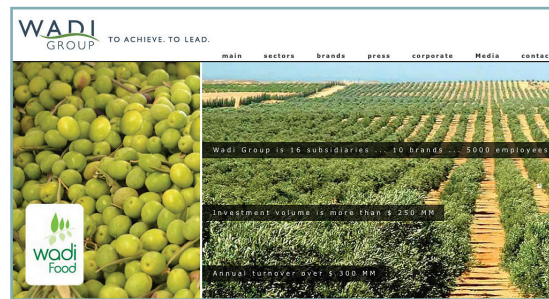 WADI
GROUP
TO ACHIEVE. TO LEAD.
main sectors brands press corporate Media contac
Wadi Group is 16 subsidiaries ... 10 brands ... 5000 employees
Investment volume is more than $ 250 MM
Annual turnover over $ 300 MM
wadi
Food